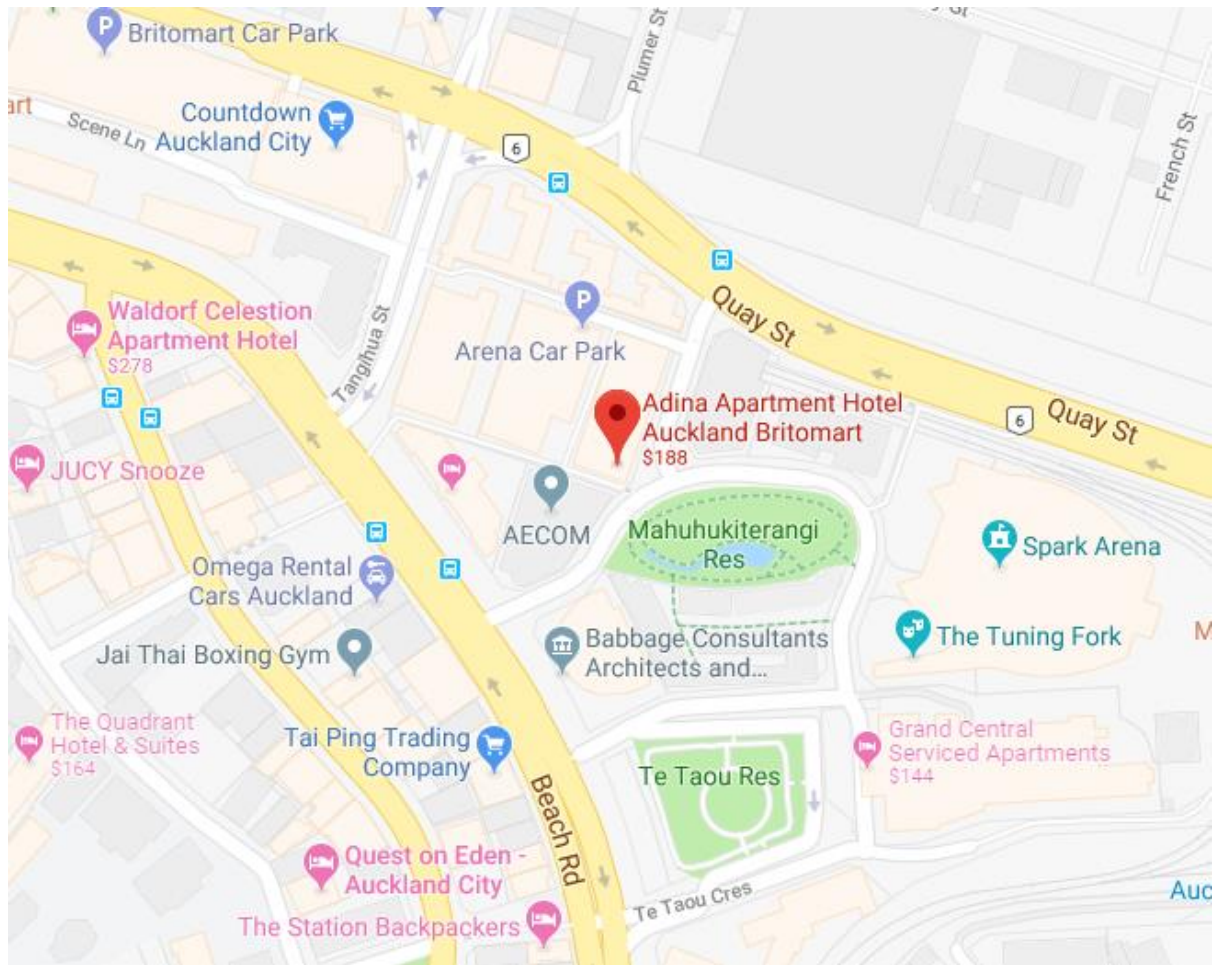 Britomart Car Park
Plumer St
Countdown
Auckland City
art
Scene Ln
6
French St
Waldorf Celestion
Apartment Hotel
$278
Tangihua St
Arena Car Park
Quay St
Adina Apartment Hotel
Auckland Britomart
$188
6
Quay St
JUCY Snooze
AECOM
Mahuhukiterangi
Res
Spark Arena
Omega Rental
Cars Auckland
Jai Thai Boxing Gym
Babbage Consultants
Architects and...
The Tuning Fork
M
The Quadrant
Hotel & Suites
$164
Tai Ping Trading
Company
Te Taou Res
Grand Central
Serviced Apartments
$144
Beach Rd
Quest on Eden -
Auckland City
Te Taou Cres
Auc
The Station Backpackers